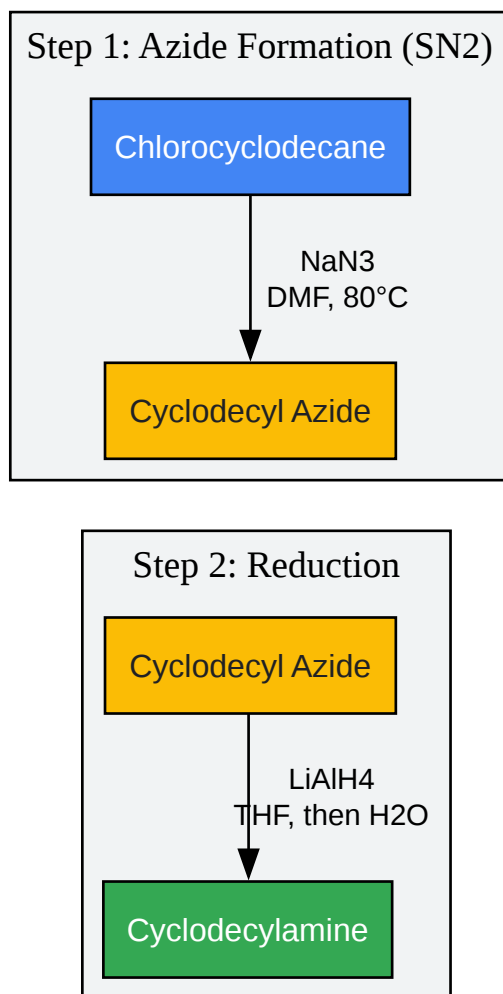 Step 1: Azide Formation (SN2)
Chlorocyclodecane
NaN3
DMF, 80°C
Cyclodecyl Azide
Step 2: Reduction
Cyclodecyl Azide
LiAlH4
THF, then H2O
Cyclodecylamine